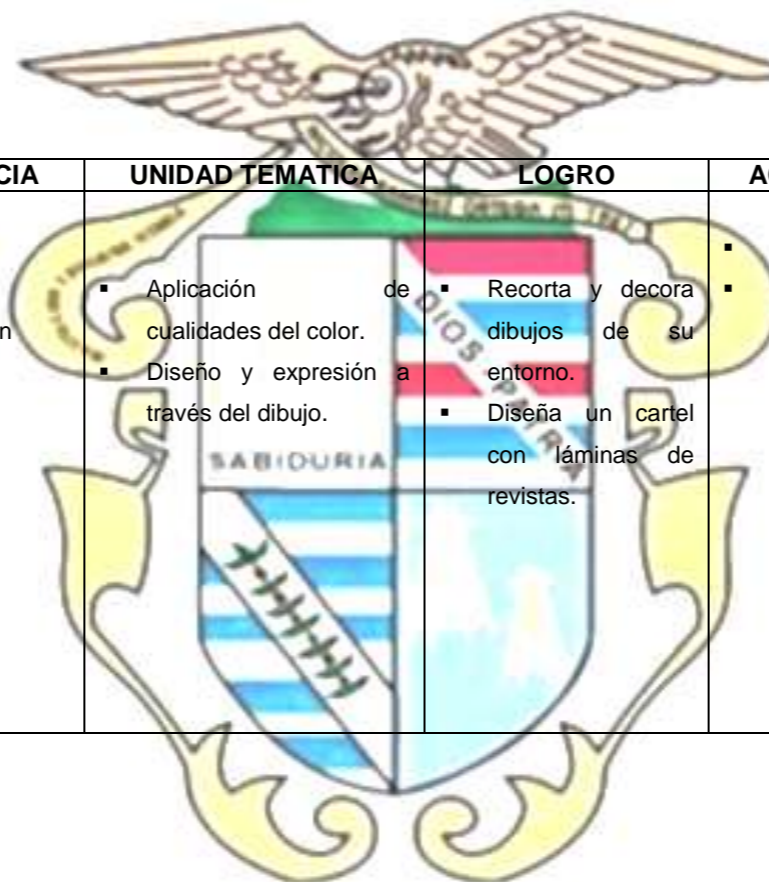 CIA UNIDAD TEMATICA LOGRO
Aplicación de
cualidades del color.
Diseño y expresión a
través del dibujo.
n
Recorta y decora
dibujos de su
entorno.
Diseña un cartel
con láminas de
revistas.
DIOS PATRIA
SABIDURIA